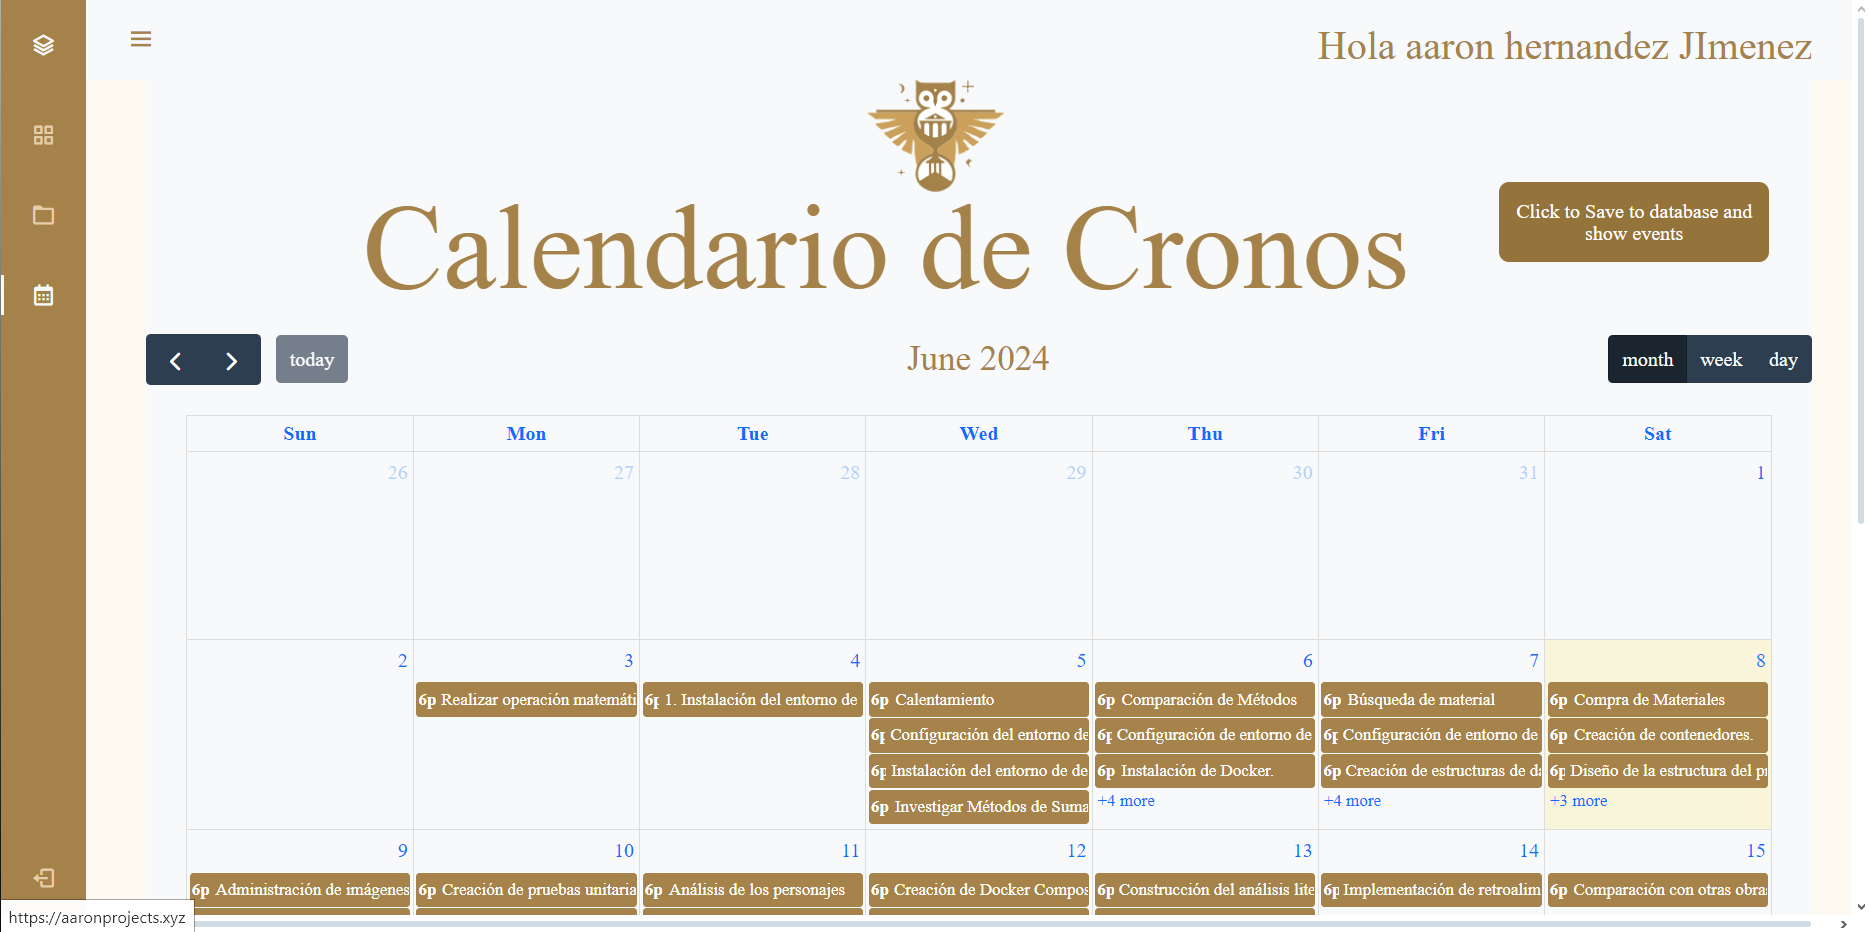 Hola aaron hernandez JImenez
Calendario de Cronos
Click to Save to database and
show events
today
June 2024
month week day
Sun Mon Tue Wed Thu Fri Sat
26 27 28 29 30 31 1
2 3 4 5 6 7 8
6p Realizar operación matemáti
6p 1. Instalación del entorno de
6p Calentamiento
6p Comparación de Métodos
6p Búsqueda de material
6p Compra de Materiales
6p Configuración del entorno de
6p Configuración de entorno de
6p Configuración de entorno de
6p Creación de contenedores.
6p Instalación del entorno de de
6p Instalación de Docker.
6p Creación de estructuras de da
6p Diseño de la estructura del pr
6p Investigar Métodos de Suma
+4 more
+4 more
+3 more
9 10 11 12 13 14 15
6p Administración de imágenes
6p Creación de pruebas unitaria
6p Análisis de los personajes
6p Creación de Docker Compos
6p Construcción del análisis lite
6p Implementación de retroalim
6p Comparación con otras obra
https://aaronprojects.xyz